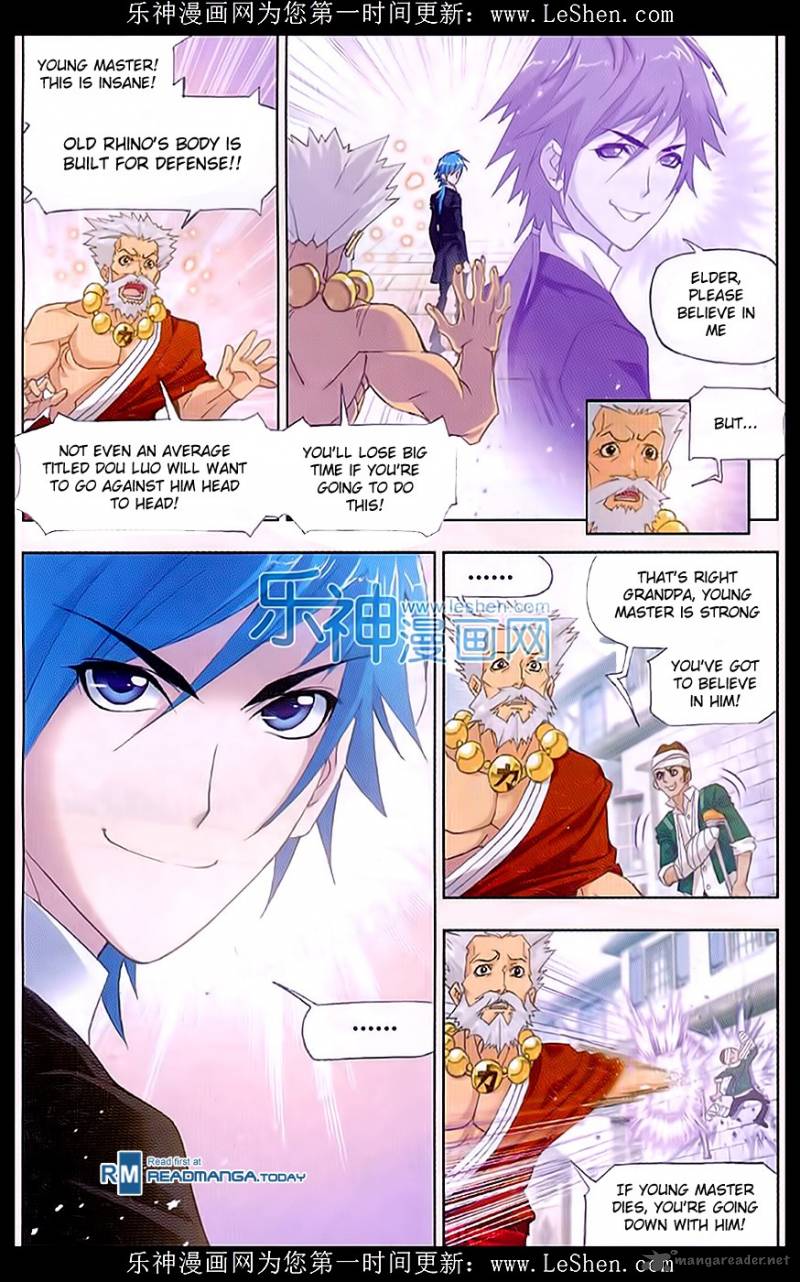 乐神漫画网为您第一时间更新：www.LeShen.com
YOUNG MASTER!
THIS IS INSANE!
OLD RHINO'S BODY IS
BUILT FOR DEFENSE!!
NOT EVEN AN AVERAGE
TITLED DOU LUO WILL WANT
TO GO AGAINST HIM HEAD
TO HEAD!
YOU'LL LOSE BIG
TIME IF YOU'RE
GOING TO DO
THIS!
ELDER,
PLEASE
BELIEVE IN
ME
BUT...
乐神漫画网
www.leshen.com
......
......
THAT'S RIGHT
GRANDPA, YOUNG
MASTER IS STRONG
YOU'VE GOT
TO BELIEVE
IN HIM!
力
力
力
IF YOUNG MASTER
DIES, YOU'RE GOING
DOWN WITH HIM!
RM
Read first at
READMANGA.TODAY
mangareader.net
乐神漫画网为您第一时间更新：www.LeShen.com